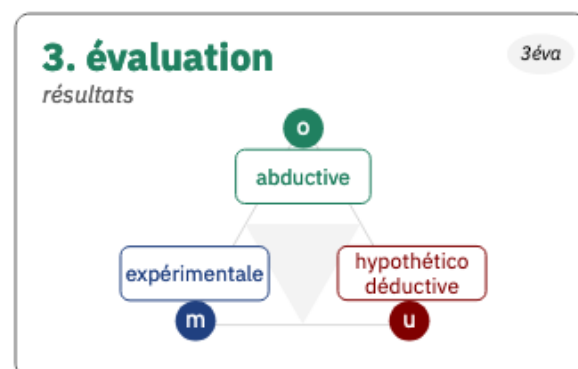 3. évaluation
3éva
résultats
o
abductive
expérimentale
hypothético
déductive
m
u